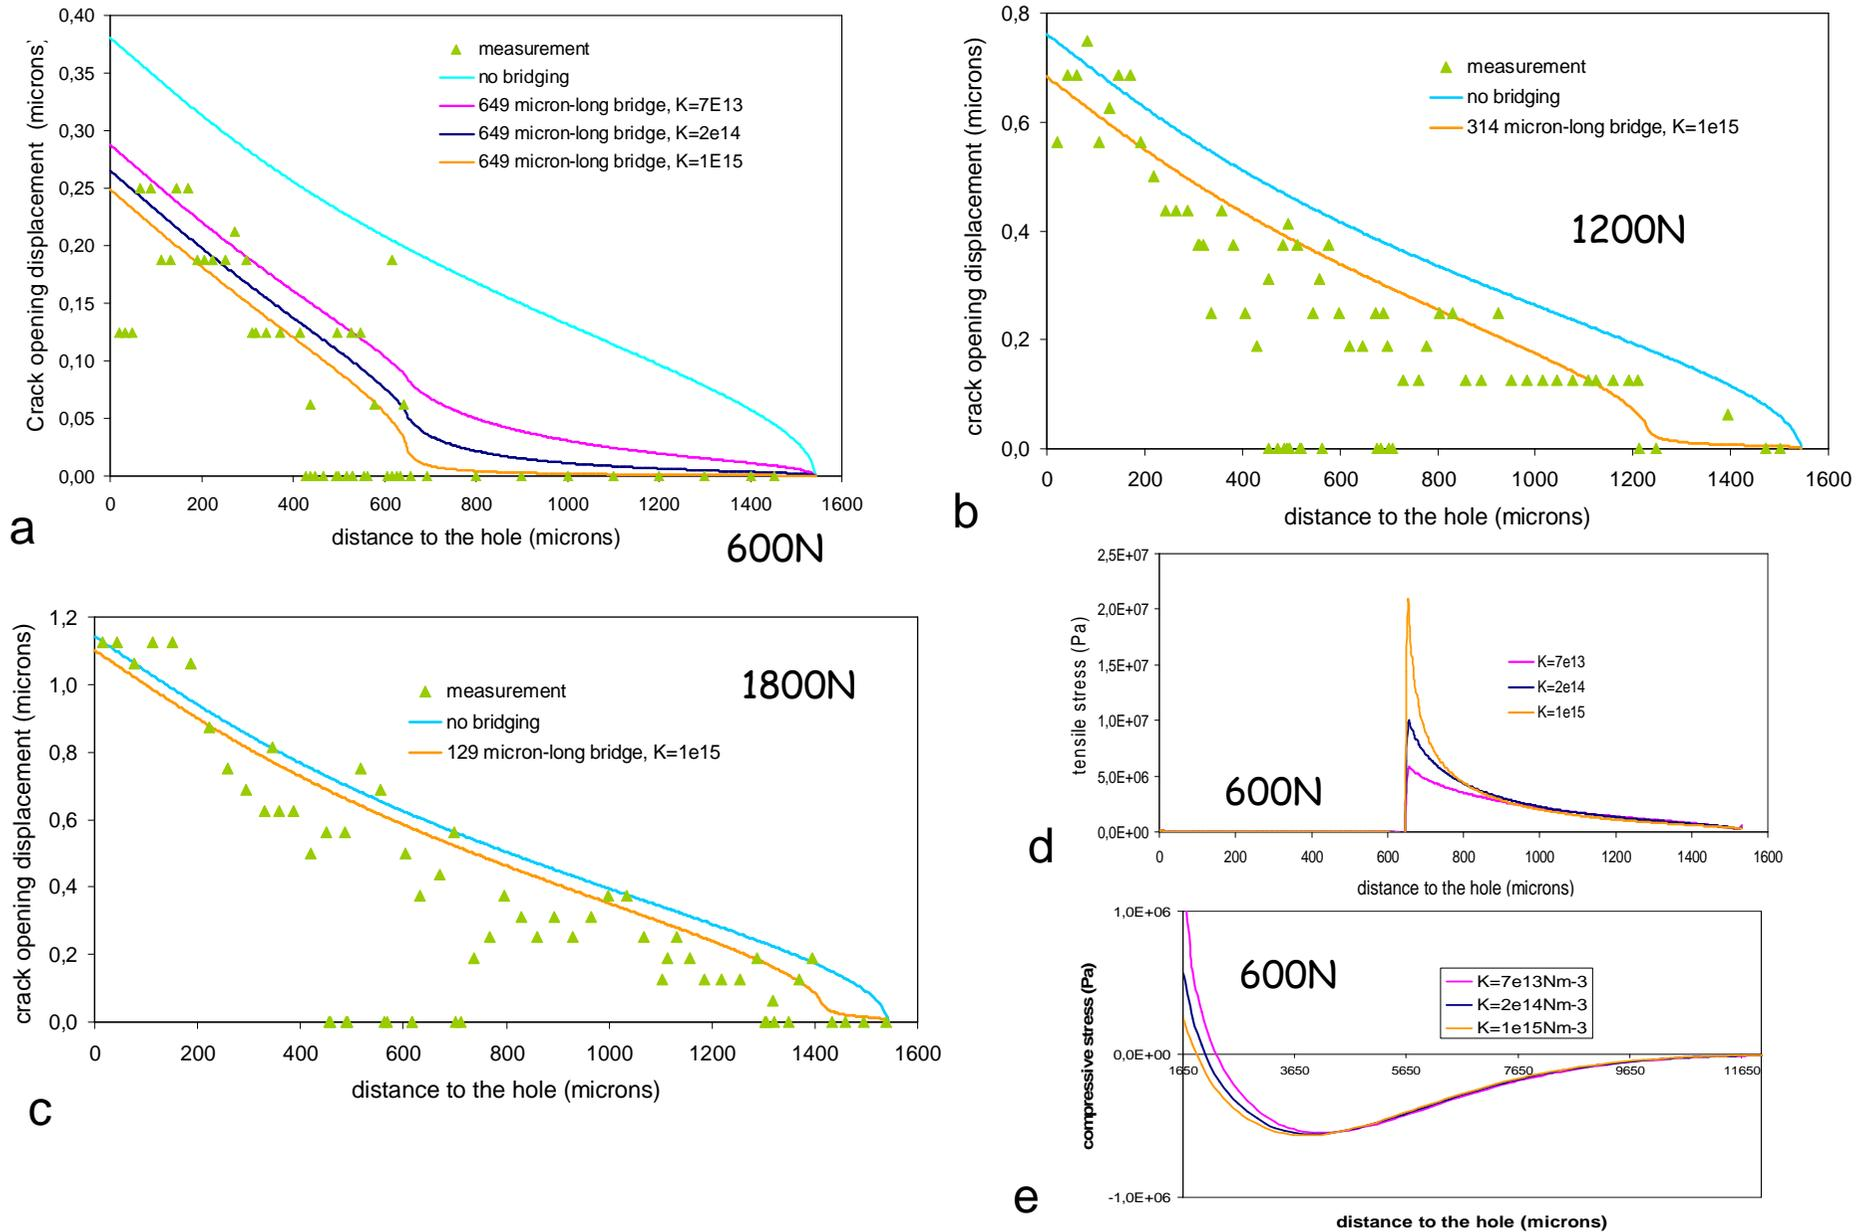 0,40
0,35
0,30
0,25
0,20
0,15
0,10
0,05
0,00
Crack opening displacement (microns)
measurement
no bridging
649 micron-long bridge, K=7E13
649 micron-long bridge, K=2e14
649 micron-long bridge, K=1E15
0 200 400 600 800 1000 1200 1400 1600
distance to the hole (microns)
a
600N
0,8
0,6
0,4
0,2
0,0
crack opening displacement (microns)
measurement
no bridging
314 micron-long bridge, K=1e15
1200N
0 200 400 600 800 1000 1200 1400 1600
distance to the hole (microns)
b
1,2
1,0
0,8
0,6
0,4
0,2
0,0
crack opening displacement (microns)
1800N
measurement
no bridging
129 micron-long bridge, K=1e15
0 200 400 600 800 1000 1200 1400 1600
distance to the hole (microns)
c
2,5E+07
2,0E+07
1,5E+07
1,0E+07
5,0E+06
0,0E+00
tensile stress (Pa)
K=7e13
K=2e14
K=1e15
600N
0 200 400 600 800 1000 1200 1400 1600
distance to the hole (microns)
d
1,0E+06
0,0E+00
-1,0E+06
compressive stress (Pa)
600N
K=7e13Nm-3
K=2e14Nm-3
K=1e15Nm-3
1650 3650 5650 7650 9650 11650
distance to the hole (microns)
e